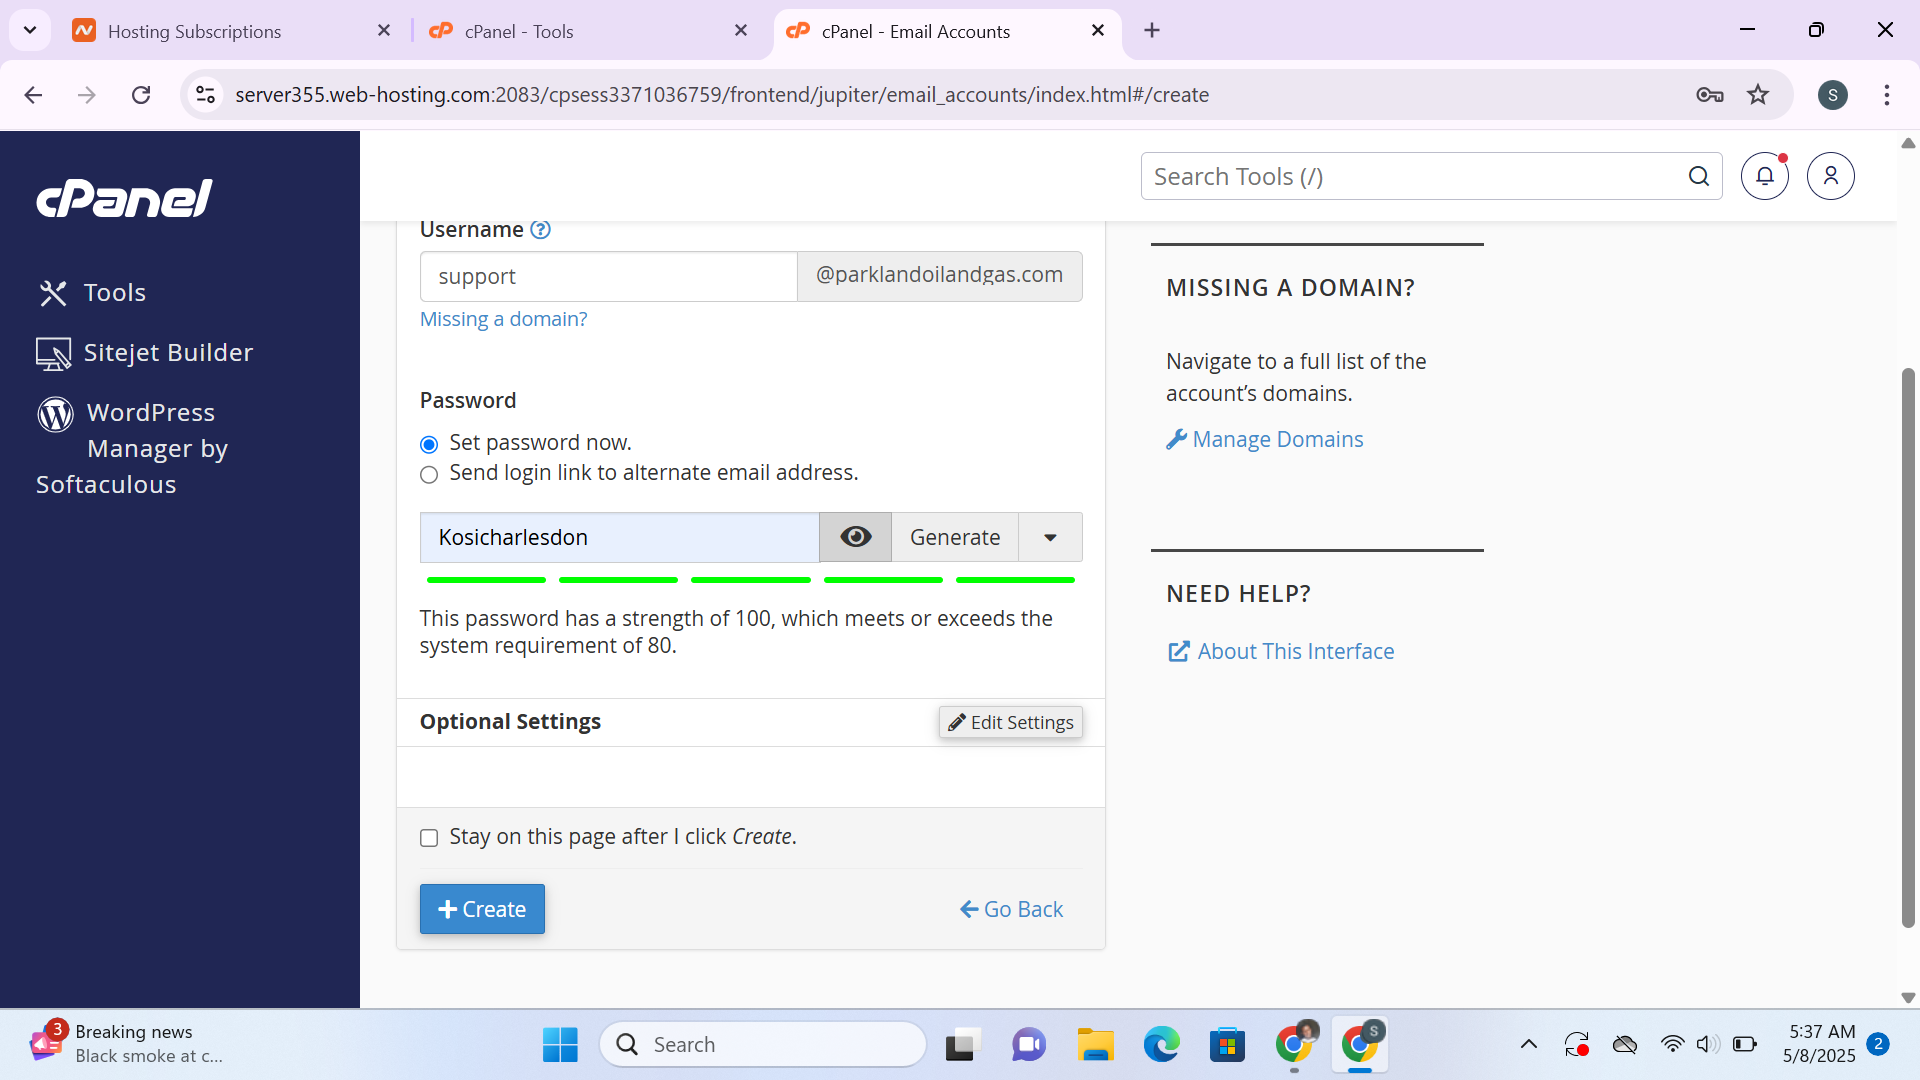 Hosting Subscriptions
cPanel - Tools
cPanel - Email Accounts
server355.web-hosting.com:2083/cpsess3371036759/frontend/jupiter/email_accounts/index.html#/create
S
cPanel
Search Tools (/)
Tools
Sitejet Builder
WordPress
Manager by
Softaculous
Username
support
@parklandoilandgas.com
Missing a domain?
Password
Set password now.
Send login link to alternate email address.
Kosicharlesdon
Generate
This password has a strength of 100, which meets or exceeds the
system requirement of 80.
Optional Settings
Edit Settings
Stay on this page after I click Create.
Create
Go Back
MISSING A DOMAIN?
Navigate to a full list of the
account’s domains.
Manage Domains
NEED HELP?
About This Interface
3
Breaking news
Black smoke at c...
Search
S
5:37 AM
5/8/2025
2